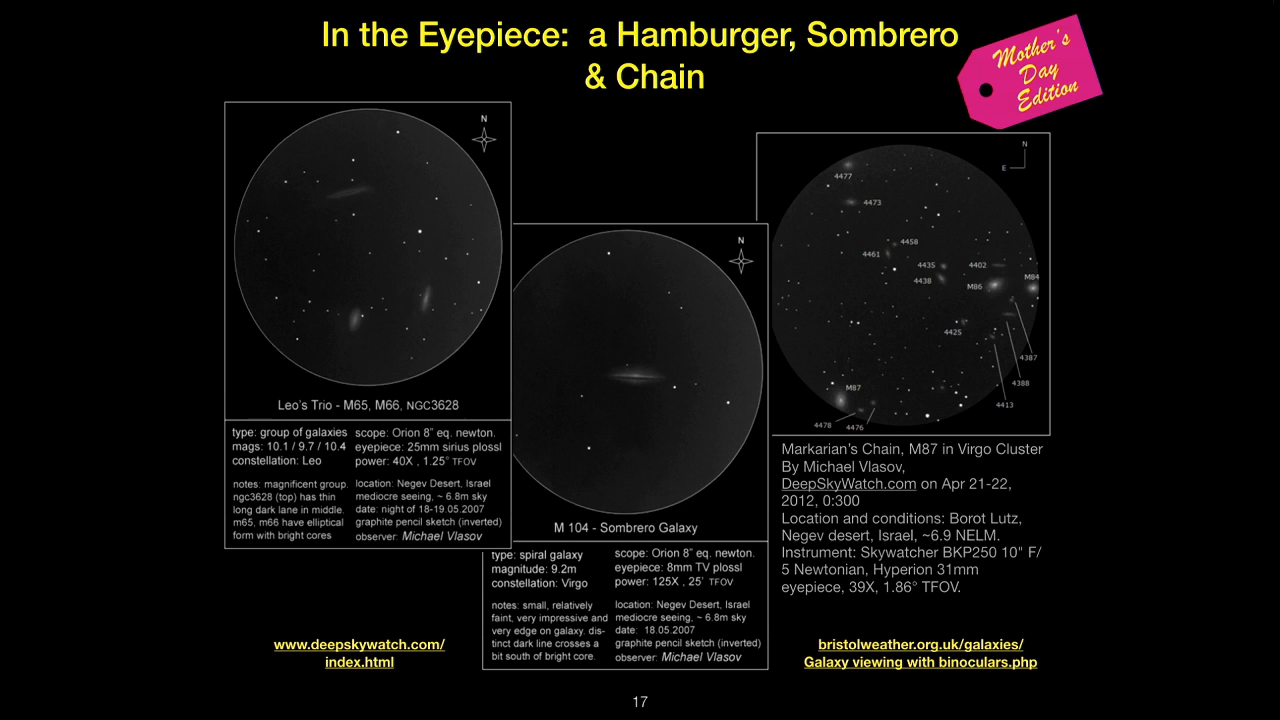 In the Eyepiece: a Hamburger, Sombrero
& Chain
Mother's
Day
Edition
N
Leo's Trio - M65, M66, NGC3628
type: group of galaxies
mags: 10.1 / 9.7 / 10.4
constellation: Leo
scope: Orion 8" eq. newton.
eyepiece: 25mm sirius plossl
power: 40X , 1.25° TFOV
notes: magnificent group.
ngc3628 (top) has thin
long dark lane in middle.
m65, m66 have elliptical
form with bright cores
location: Negev Desert, Israel
mediocre seeing, ~ 6.8m sky
date: night of 18-19.05.2007
graphite pencil sketch (inverted)
observer: Michael Vlasov
N
M 104 - Sombrero Galaxy
type: spiral galaxy
magnitude: 9.2m
constellation: Virgo
scope: Orion 8" eq. newton.
eyepiece: 8mm TV plossl
power: 125X , 25' TFOV
notes: small, relatively
faint, very impressive and
very edge on galaxy. dis-
tinct dark line crosses a
bit south of bright core.
location: Negev Desert, Israel
mediocre seeing, ~ 6.8m sky
date: 18.05.2007
graphite pencil sketch (inverted)
observer: Michael Vlasov
N
E
4477
4473
4458
4461
4435
4402
4438
M86
M84
4425
4387
4388
M87
4413
4478
4476
Markarian's Chain, M87 in Virgo Cluster
By Michael Vlasov,
DeepSkyWatch.com on Apr 21-22,
2012, 0:300
Location and conditions: Borot Lutz,
Negev desert, Israel, ~6.9 NELM.
Instrument: Skywatcher BKP250 10" F/
5 Newtonian, Hyperion 31mm
eyepiece, 39X, 1.86° TFOV.
www.deepskywatch.com/
index.html
bristolweather.org.uk/galaxies/
Galaxy viewing with binoculars.php
17